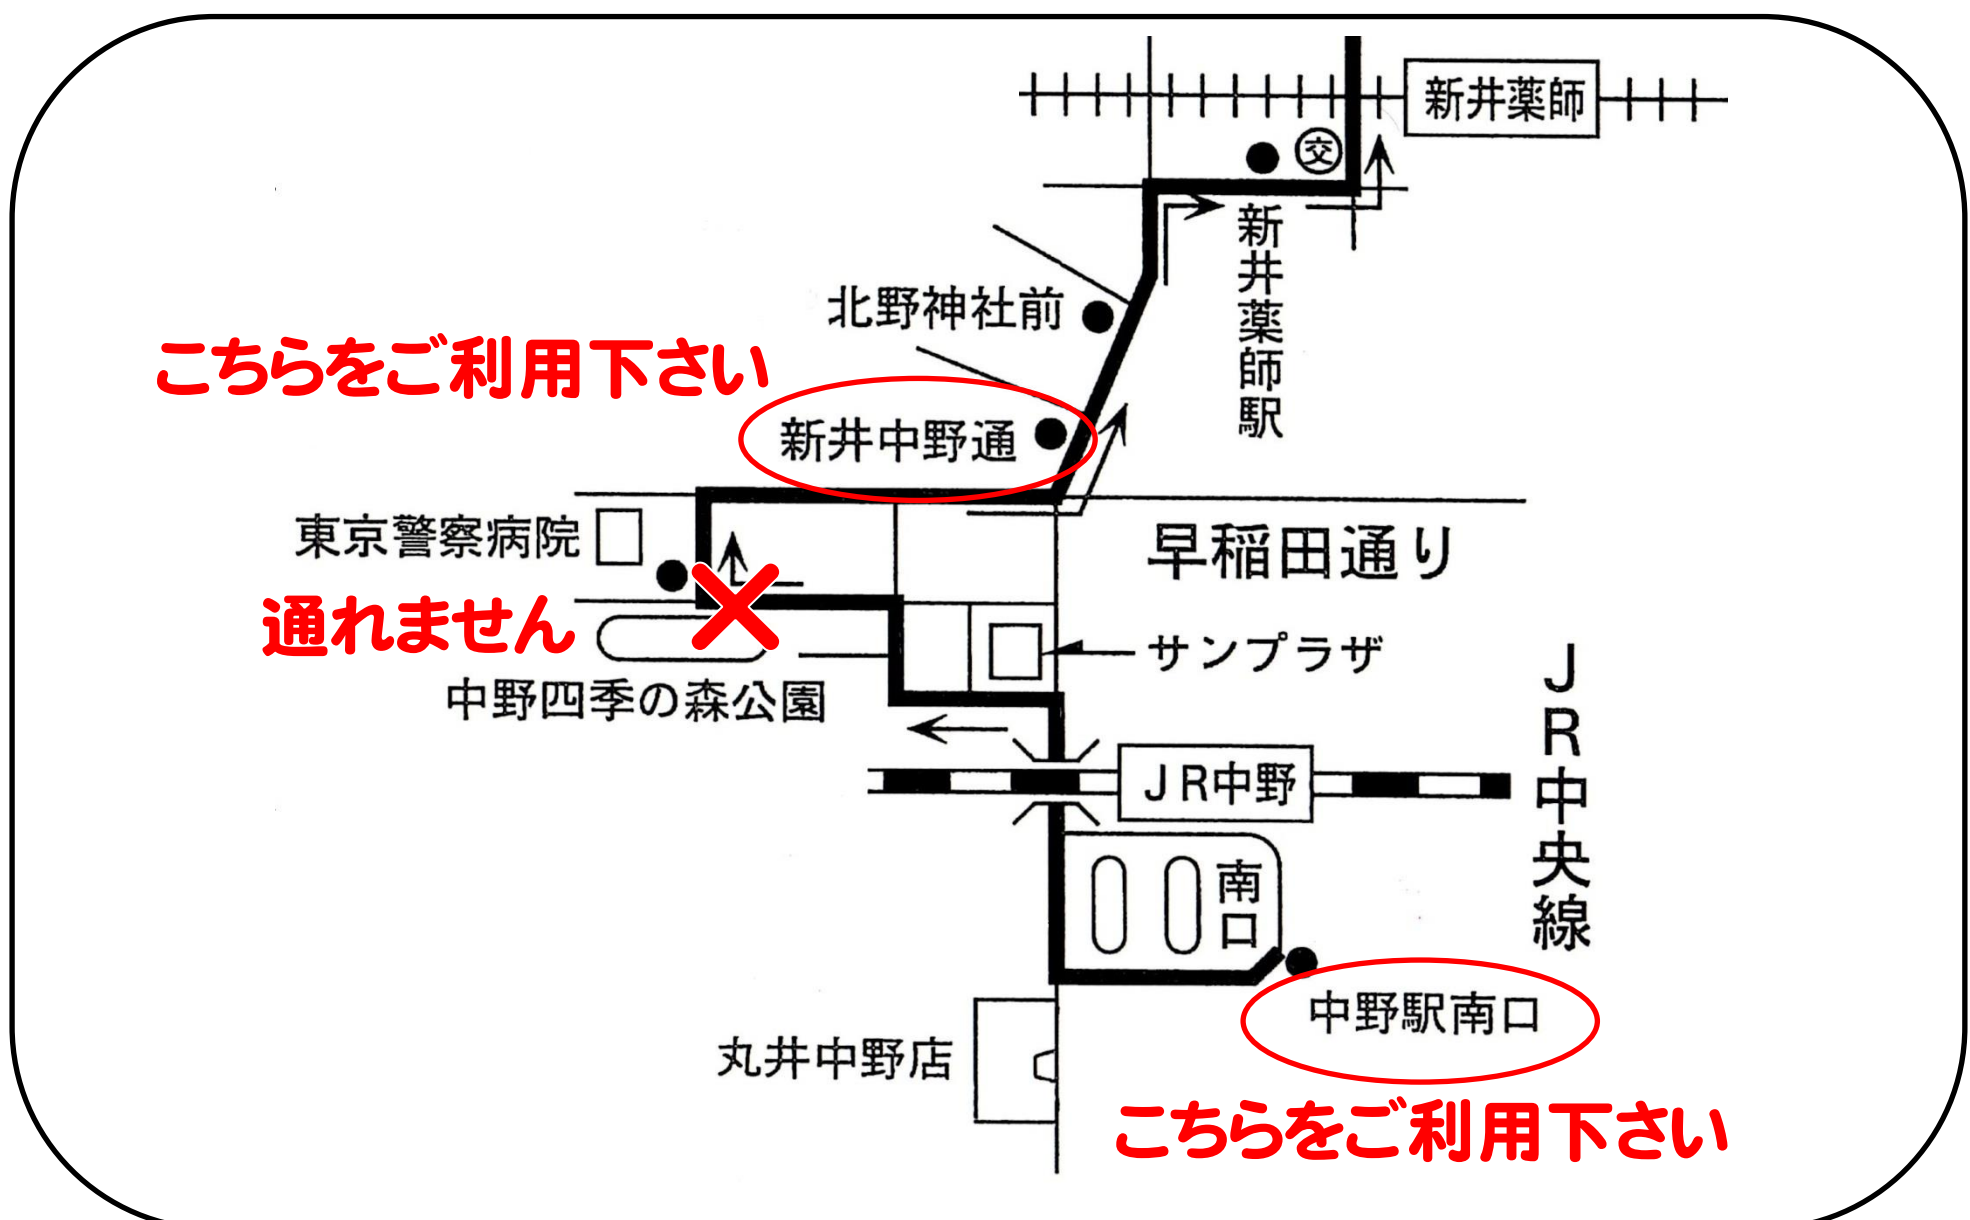 新井薬師
交
新井薬師駅
北野神社前
こちらをご利用下さい
新井中野通
東京警察病院
早稲田通り
通れません
サンプラザ
中野四季の森公園
JR中央線
JR中野
南口
中野駅南口
丸井中野店
こちらをご利用下さい